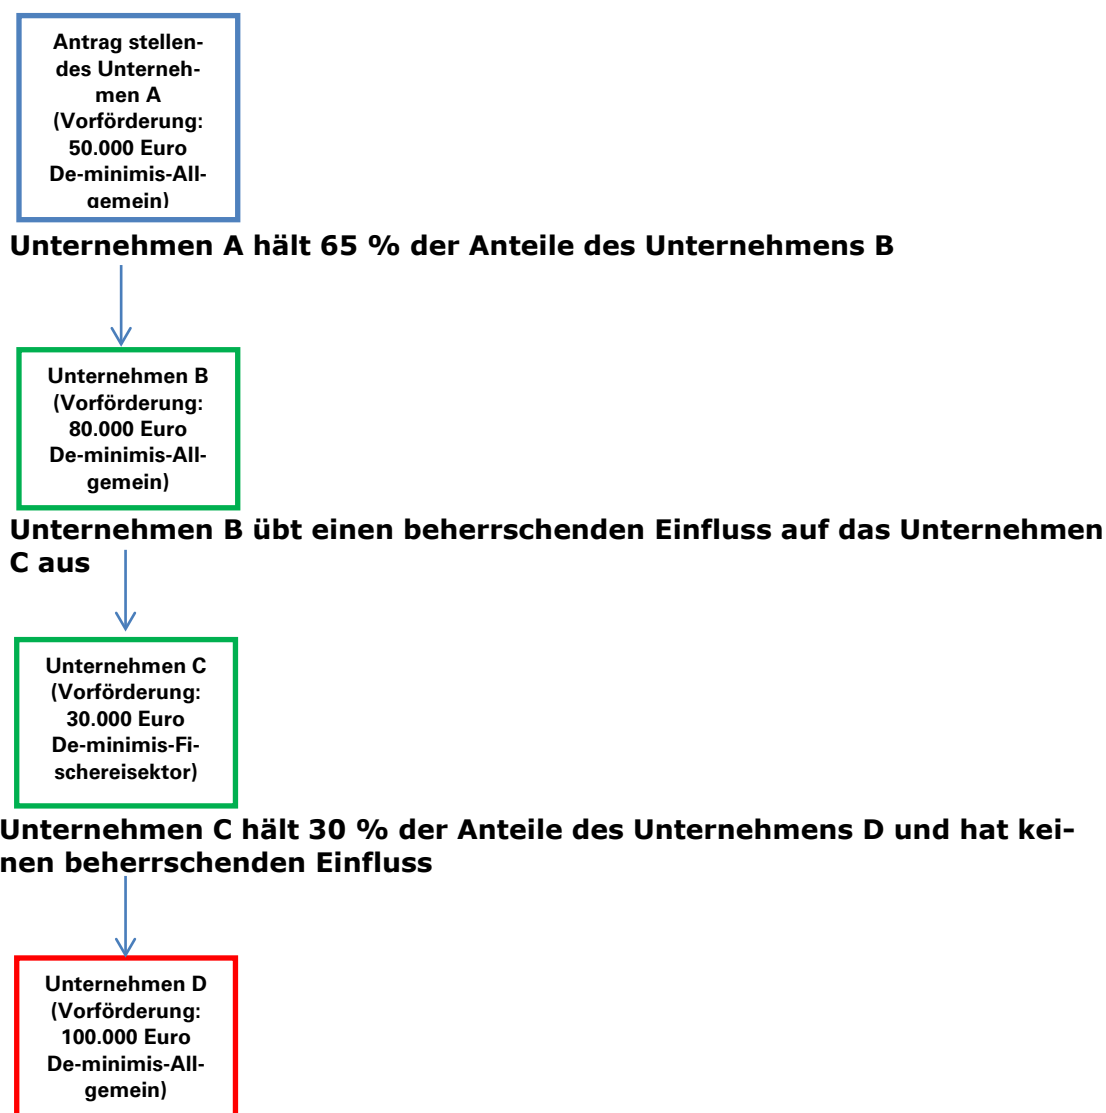 Antrag stellen-
des Unterneh-
men A
(Vorförderung:
50.000 Euro
De-minimis-All-
gemein)
Unternehmen A hält 65 % der Anteile des Unternehmens B
Unternehmen B
(Vorförderung:
80.000 Euro
De-minimis-All-
gemein)
Unternehmen B übt einen beherrschenden Einfluss auf das Unternehmen
C aus
Unternehmen C
(Vorförderung:
30.000 Euro
De-minimis-Fi-
schereisektor)
Unternehmen C hält 30 % der Anteile des Unternehmens D und hat kei-
nen beherrschenden Einfluss
Unternehmen D
(Vorförderung:
100.000 Euro
De-minimis-All-
gemein)